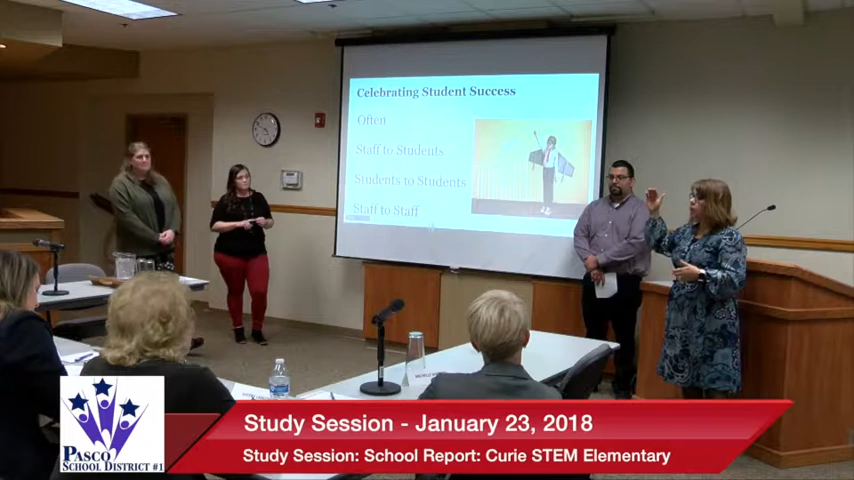 Celebrating Student Success
Often
Staff to Students
Students to Students
Staff to Staff
Study Session - January 23, 2018
Study Session: School Report: Curie STEM Elementary
PASCO
SCHOOL DISTRICT #1